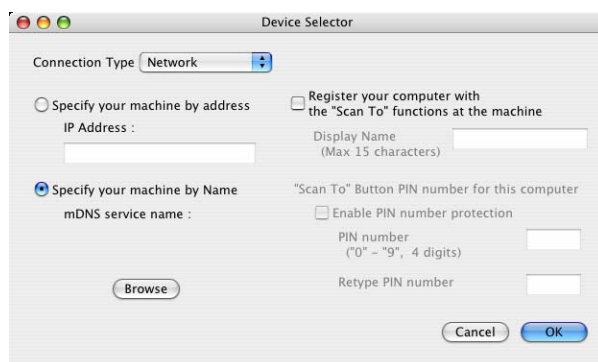 Device Selector
Connection Type Network
Specify your machine by address
IP Address :
Specify your machine by Name
mDNS service name :
Browse
Register your computer with
the "Scan To" functions at the machine
Display Name
(Max 15 characters)
"Scan To" Button PIN number for this computer
Enable PIN number protection
PIN number
("0" – "9", 4 digits)
Retype PIN number
Cancel OK